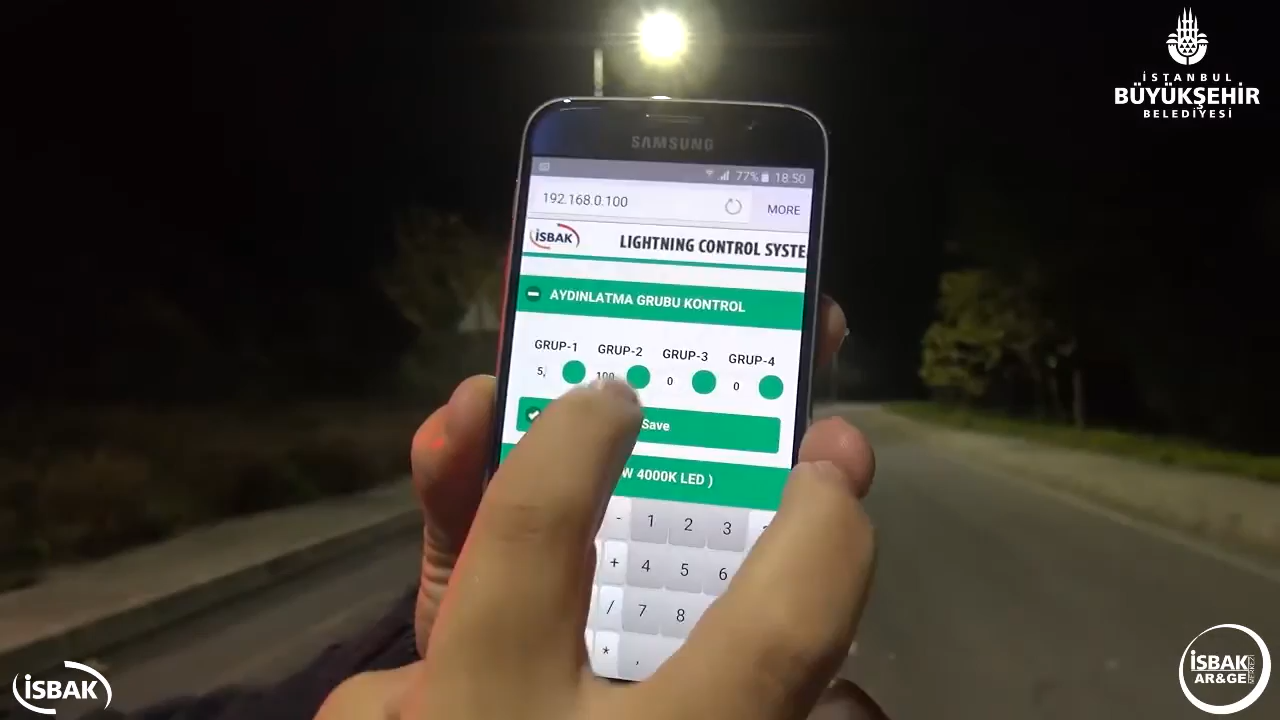 İSTANBUL
BÜYÜKŞEHİR
BELEDİYESİ
SAMSUNG
77% 18.50
192.168.0.100
MORE
İSBAK
LIGHTNING CONTROL SYSTE
AYDINLATMA GRUBU KONTROL
GRUP-1 GRUP-2 GRUP-3 GRUP-4
5, 100 0 0
Save
W 4000K LED )
- 1 2 3
+ 4 5 6
/ 7 8
* ,
İSBAK
İSBAK
AR&GE
MERKEZİ